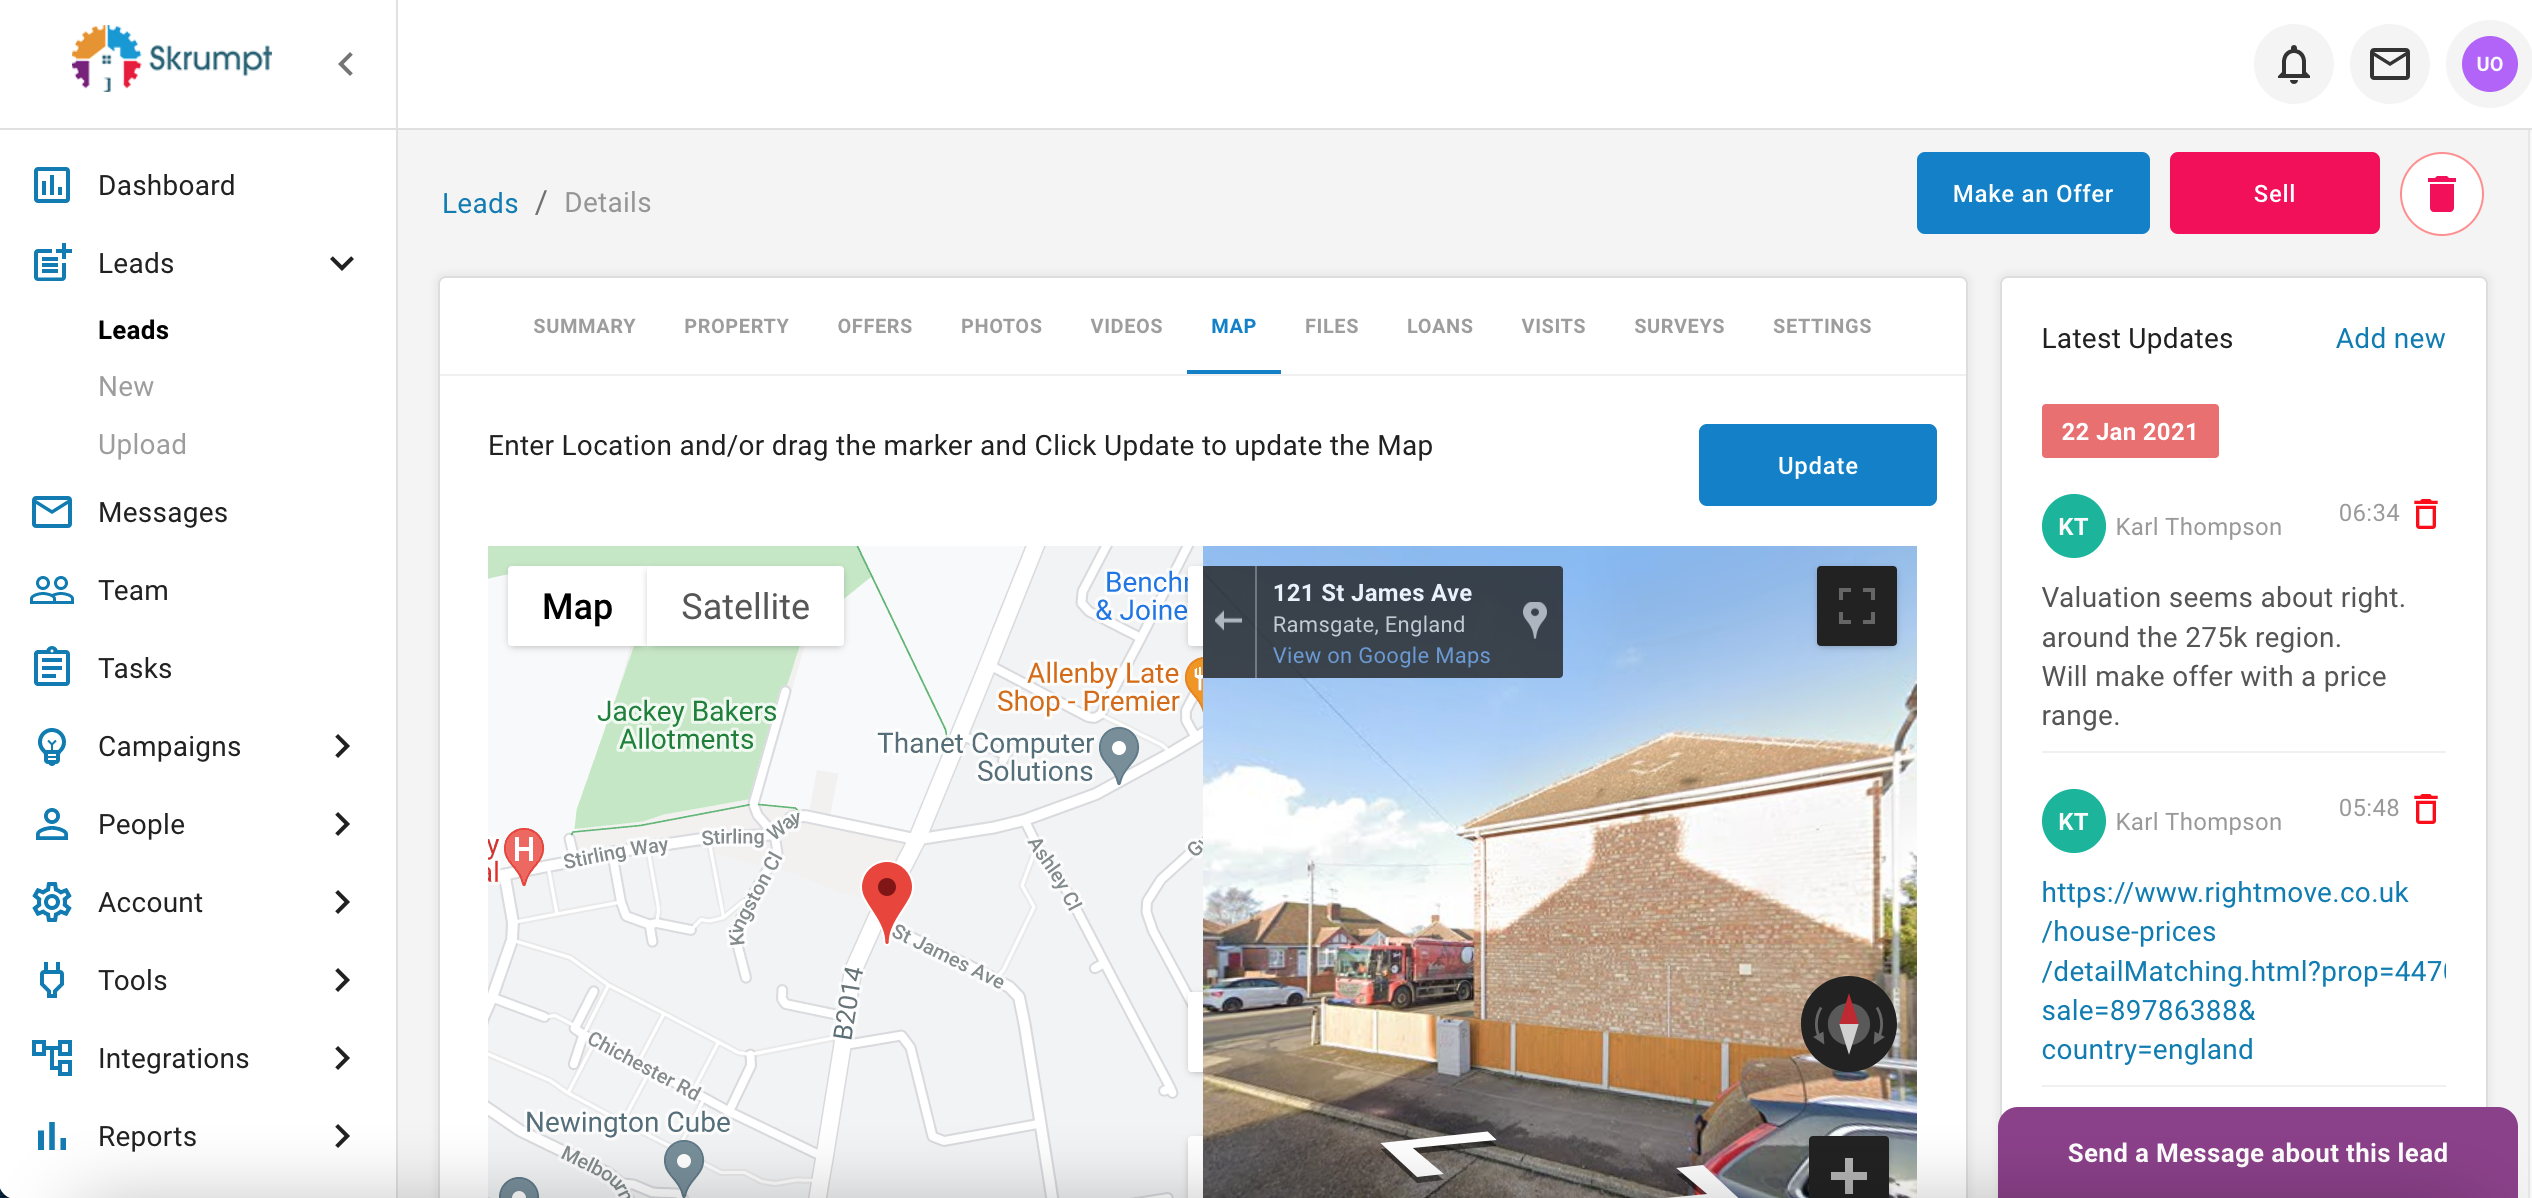 Skrumpt
UO
Dashboard
Leads
Leads
New
Upload
Messages
Team
Tasks
Campaigns
People
Account
Tools
Integrations
Reports
Leads / Details
Make an Offer
Sell
SUMMARY
PROPERTY
OFFERS
PHOTOS
VIDEOS
MAP
FILES
LOANS
VISITS
SURVEYS
SETTINGS
Enter Location and/or drag the marker and Click Update to update the Map
Update
Map
Satellite
Benchr
& Joine
Allenby Late
Shop - Premier
Jackey Bakers
Allotments
Thanet Computer
Solutions
Stirling Way
Stirling Way
y
al
H
Kingston Cl
Ashley Cl
G
St James Ave
B2014
Chichester Rd
Newington Cube
Melbourn
121 St James Ave
Ramsgate, England
View on Google Maps
Latest Updates
Add new
22 Jan 2021
KT
Karl Thompson
06:34
Valuation seems about right.
around the 275k region.
Will make offer with a price
range.
KT
Karl Thompson
05:48
https://www.rightmove.co.uk
/house-prices
/detailMatching.html?prop=447
sale=89786388&
country=england
Send a Message about this lead